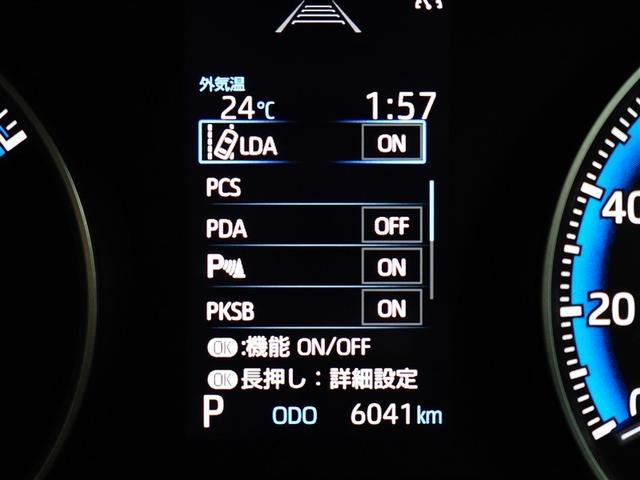 外気温
24℃ 1:57
LDA ON
PCS
PDA OFF
P ON
PKSB ON
OK:機能 ON/OFF
OK長押し：詳細設定
P ODO 6041km
40
20
0